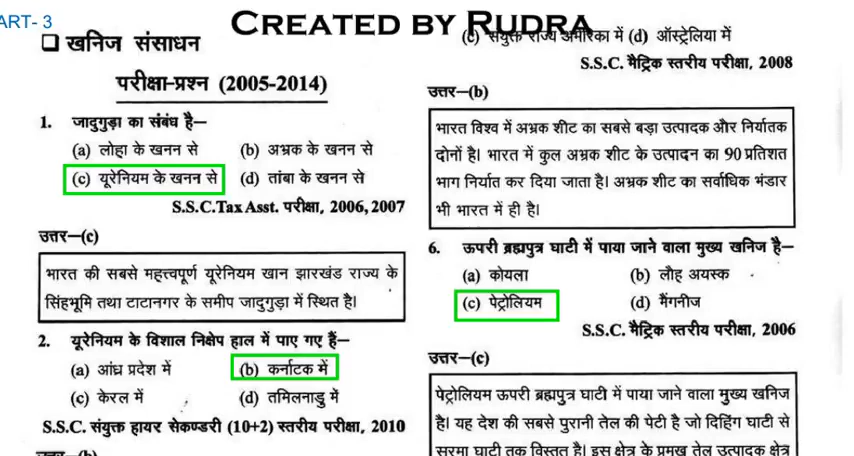 ART- 3
CREATED BY RUDRA
❑ खनिज संसाधन
परीक्षा-प्रश्न (2005-2014)
1. जादुगुड़ा का संबंध है—
(a) लोहा के खनन से (b) अभ्रक के खनन से
(c) यूरेनियम के खनन से (d) तांबा के खनन से
S.S.C.Tax Asst. परीक्षा, 2006,2007
उत्तर—(c)
भारत की सबसे महत्त्वपूर्ण यूरेनियम खान झारखंड राज्य के
सिंहभूमि तथा टाटानगर के समीप जादुगुड़ा में स्थित है।
2. यूरेनियम के विशाल निक्षेप हाल में पाए गए हैं—
(a) आंध्र प्रदेश में (b) कर्नाटक में
(c) केरल में (d) तमिलनाडु में
S.S.C. संयुक्त हायर सेकण्डरी (10+2) स्तरीय परीक्षा, 2010
उत्तर—(b)
(c) संयुक्त राज्य अमेरिका में (d) ऑस्ट्रेलिया में
S.S.C. मैट्रिक स्तरीय परीक्षा, 2008
उत्तर—(b)
भारत विश्व में अभ्रक शीट का सबसे बड़ा उत्पादक और निर्यातक
दोनों है। भारत में कुल अभ्रक शीट के उत्पादन का 90 प्रतिशत
भाग निर्यात कर दिया जाता है। अभ्रक शीट का सर्वाधिक भंडार
भी भारत में ही है।
6. ऊपरी ब्रह्मपुत्र घाटी में पाया जाने वाला मुख्य खनिज है—
(a) कोयला (b) लौह अयस्क
(c) पेट्रोलियम (d) मैंगनीज
S.S.C. मैट्रिक स्तरीय परीक्षा, 2006
उत्तर—(c)
पेट्रोलियम ऊपरी ब्रह्मपुत्र घाटी में पाया जाने वाला मुख्य खनिज
है। यह देश की सबसे पुरानी तेल की पेटी है जो दिहिंग घाटी से
सुरमा घाटी तक विस्तृत है। इस क्षेत्र के प्रमुख तेल उत्पादक क्षेत्र